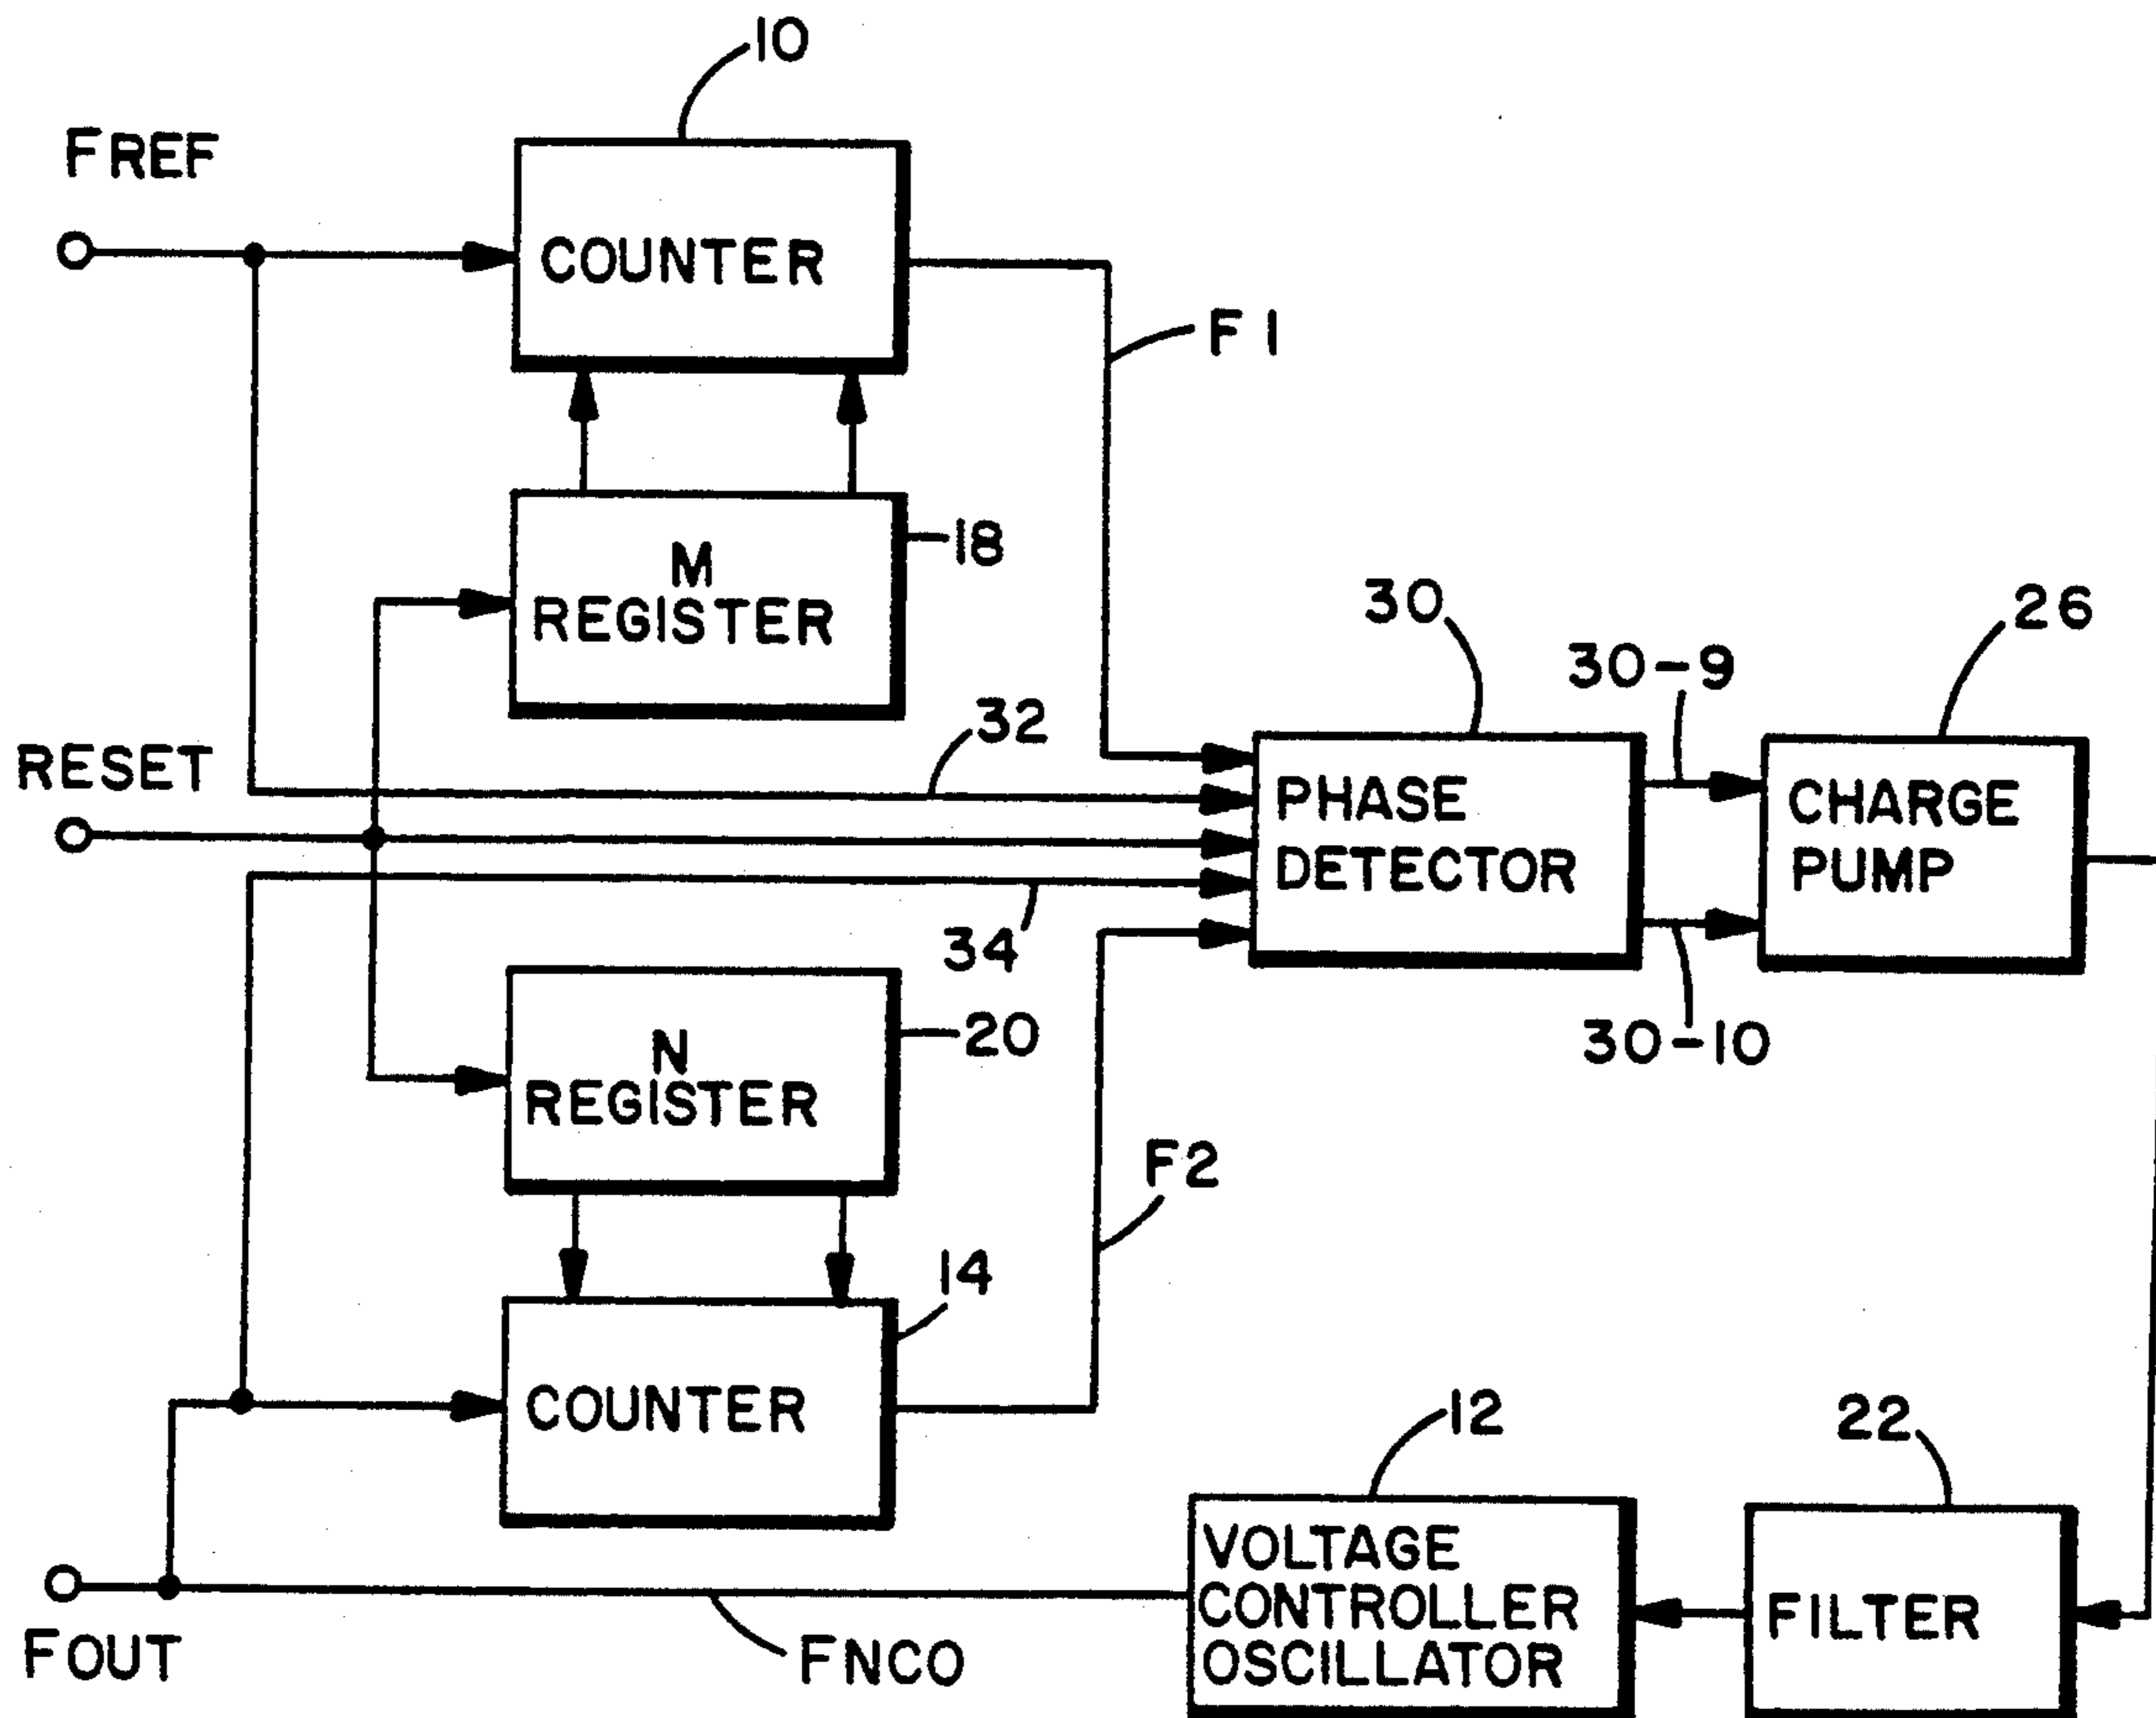 10
FREF
COUNTER
F1
M
REGISTER
18
30
26
30-9
32
RESET
PHASE
DETECTOR
CHARGE
PUMP
34
30-10
N
REGISTER
20
F2
14
COUNTER
12
22
VOLTAGE
CONTROLLER
OSCILLATOR
FILTER
FOUT
FNCO